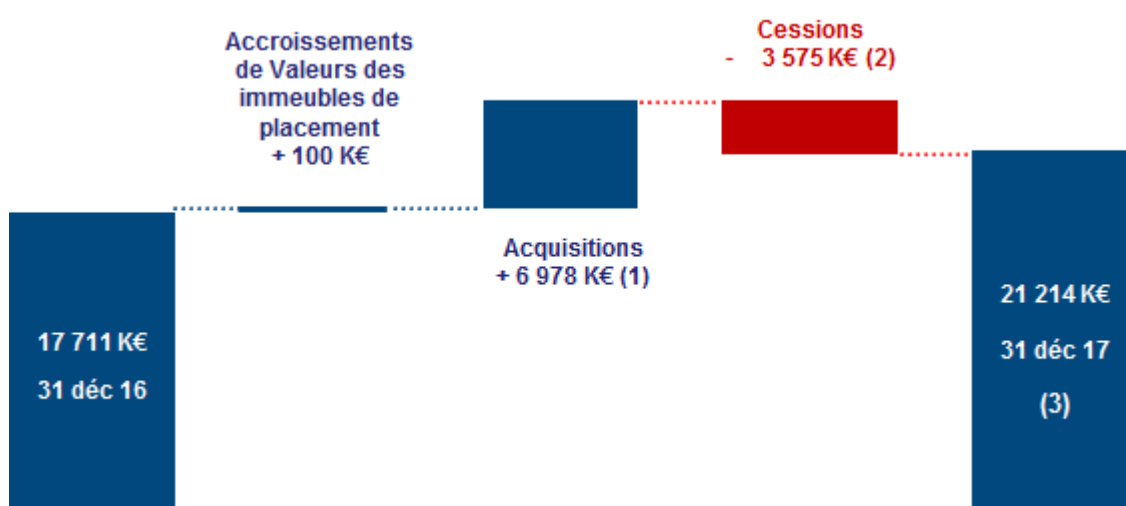 Accroissements
de Valeurs des
immeubles de
placement
+ 100 K€
Cessions
- 3 575 K€ (2)
Acquisitions
+ 6 978 K€ (1)
17 711 K€
31 déc 16
21 214 K€
31 déc 17
(3)